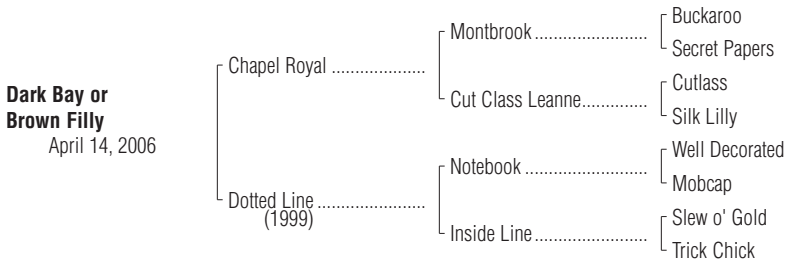 Dark Bay or
Brown Filly
April 14, 2006
Chapel Royal ....................
Dotted Line .......................
(1999)
Montbrook ........................
Cut Class Leanne..............
Notebook ..........................
Inside Line ........................
Buckaroo
Secret Papers
Cutlass
Silk Lilly
Well Decorated
Mobcap
Slew o' Gold
Trick Chick